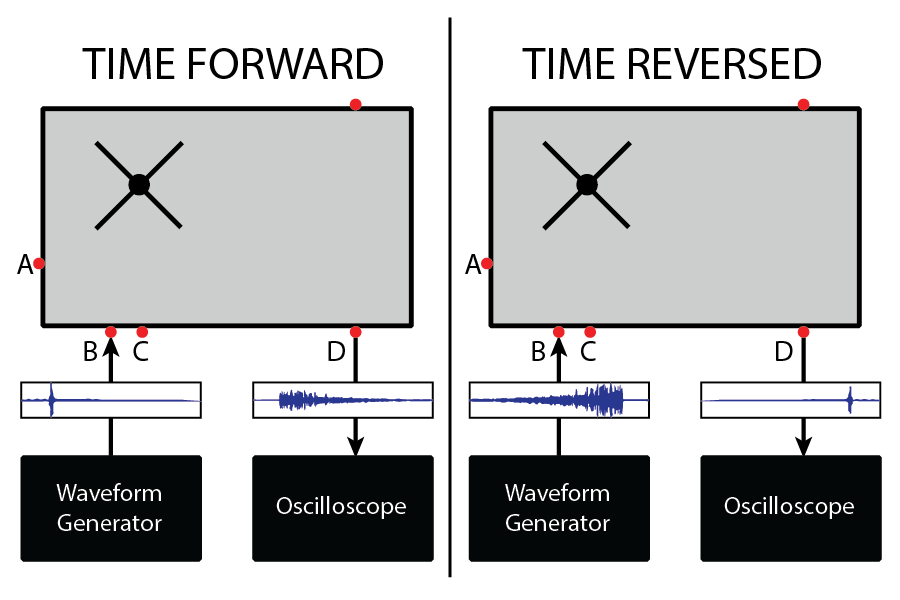 TIME FORWARD
A
B
C
D
Waveform
Generator
Oscilloscope
TIME REVERSED
A
B
C
D
Waveform
Generator
Oscilloscope